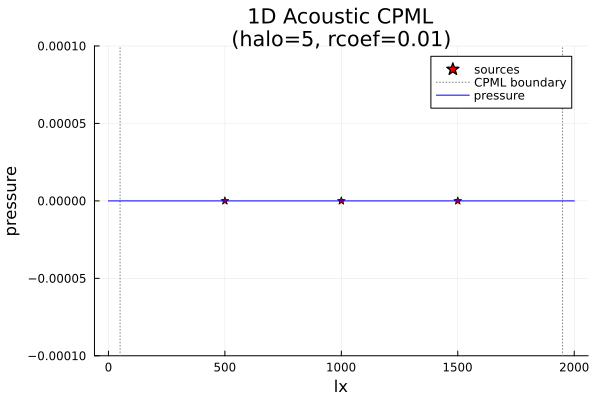 1D Acoustic CPML
(halo=5, rcoef=0.01)
sources
CPML boundary
pressure
0.00010
0.00005
0.00000
−0.00005
−0.00010
pressure
0
500
1000
1500
2000
lx